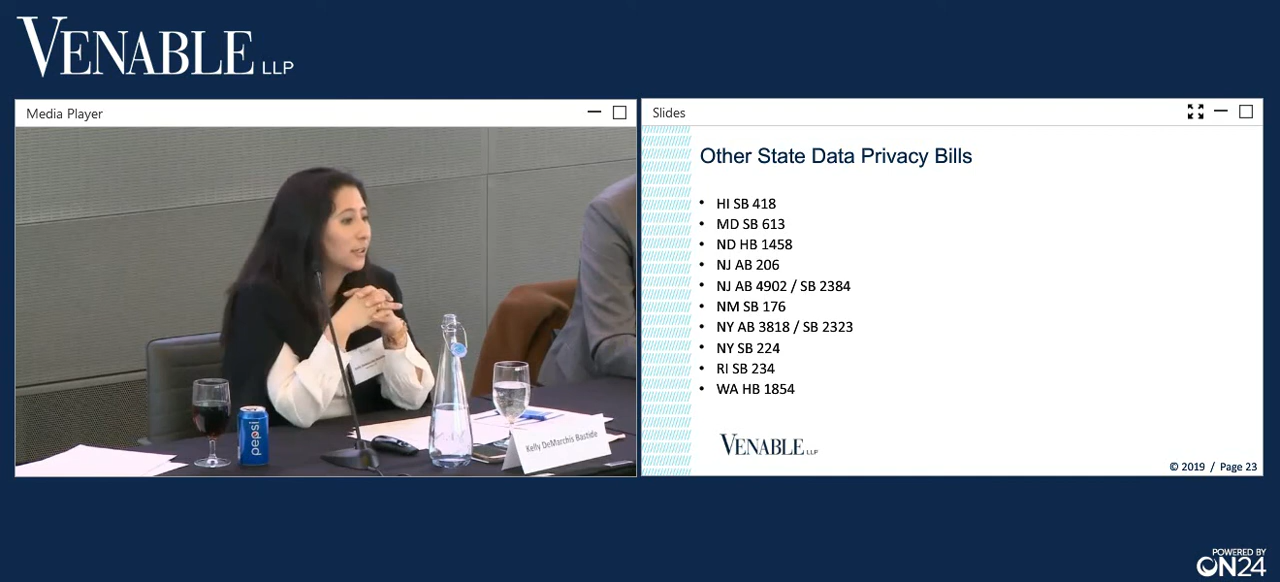 VENABLE LLP
Media Player
Slides
Other State Data Privacy Bills
• HI SB 418
• MD SB 613
• ND HB 1458
• NJ AB 206
• NJ AB 4902 / SB 2384
• NM SB 176
• NY AB 3818 / SB 2323
• NY SB 224
• RI SB 234
• WA HB 1854
VENABLE LLP
© 2019 / Page 23
pepsi
Kelly DeMarchis Bastide
POWERED BY
ON24